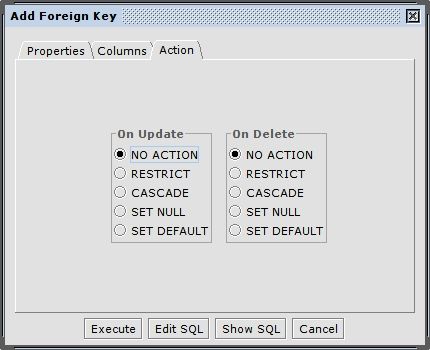 Add Foreign Key
Properties Columns Action
On Update On Delete
NO ACTION NO ACTION
RESTRICT RESTRICT
CASCADE CASCADE
SET NULL SET NULL
SET DEFAULT SET DEFAULT
Execute Edit SQL Show SQL Cancel